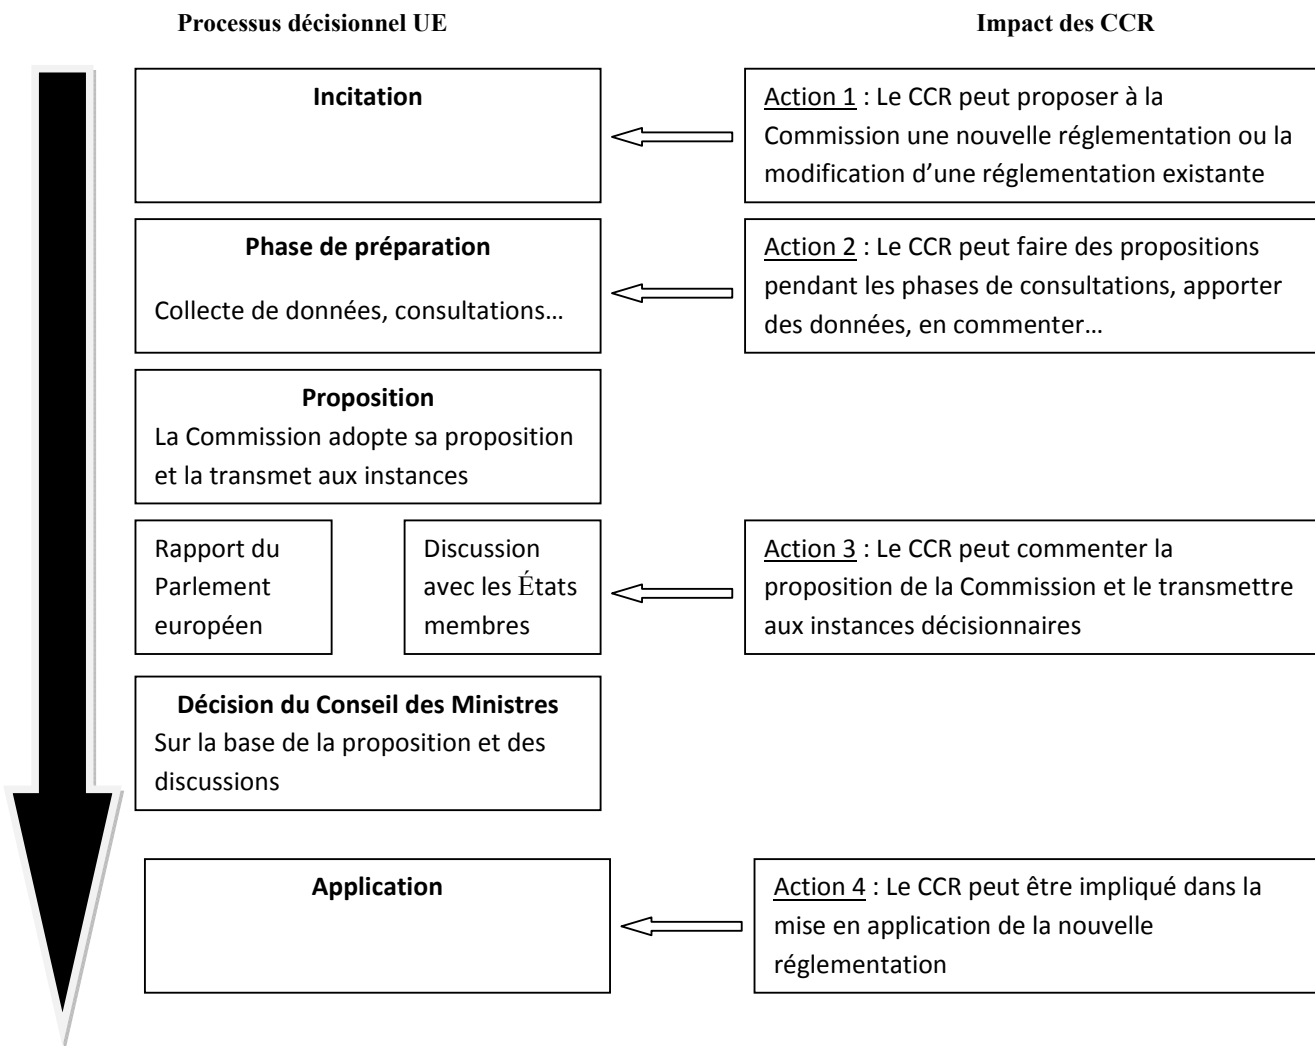 Processus décisionnel UE
Impact des CCR
Incitation
Action 1 : Le CCR peut proposer à la
Commission une nouvelle réglementation ou la
modification d’une réglementation existante
Phase de préparation
Collecte de données, consultations…
Action 2 : Le CCR peut faire des propositions
pendant les phases de consultations, apporter
des données, en commenter…
Proposition
La Commission adopte sa proposition
et la transmet aux instances
Rapport du
Parlement
européen
Discussion
avec les États
membres
Action 3 : Le CCR peut commenter la
proposition de la Commission et le transmettre
aux instances décisionnaires
Décision du Conseil des Ministres
Sur la base de la proposition et des
discussions
Application
Action 4 : Le CCR peut être impliqué dans la
mise en application de la nouvelle
réglementation